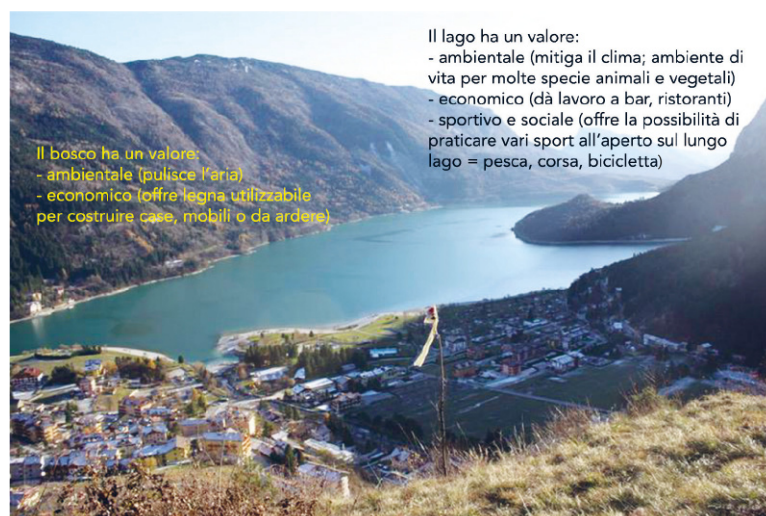 Il lago ha un valore:
- ambientale (mitiga il clima; ambiente di
vita per molte specie animali e vegetali)
- economico (dà lavoro a bar, ristoranti)
- sportivo e sociale (offre la possibilità di
praticare vari sport all'aperto sul lungo
lago = pesca, corsa, bicicletta)
Il bosco ha un valore:
- ambientale (pulisce l'aria)
- economico (offre legna utilizzabile
per costruire case, mobili o da ardere)